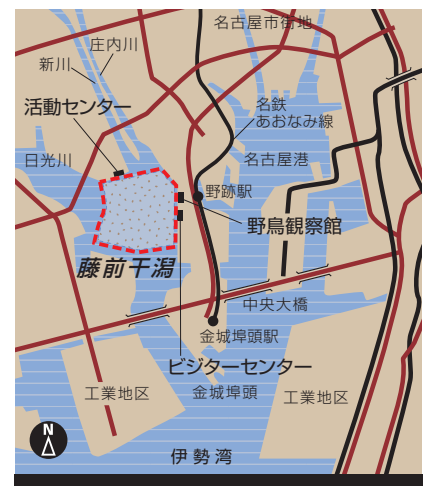 名古屋市街地
庄内川
新川
活動センター
名鉄
あおなみ線
日光川
名古屋港
野跡駅
野鳥観察館
藤前干潟
中央大橋
金城埠頭駅
ビジターセンター
工業地区
金城埠頭
工業地区
N
伊勢湾